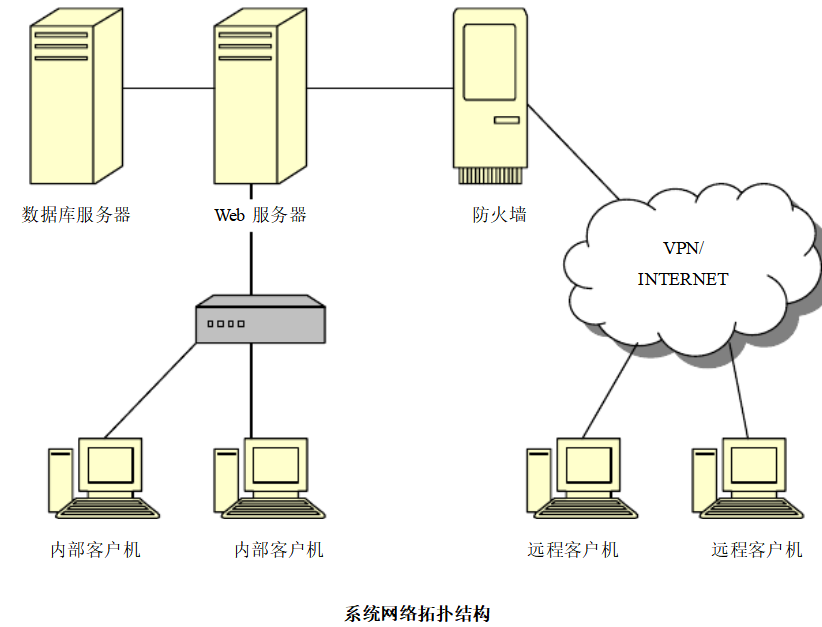 数据库服务器
Web 服务器
防火墙
VPN/
INTERNET
内部客户机
内部客户机
远程客户机
远程客户机
系统网络拓扑结构